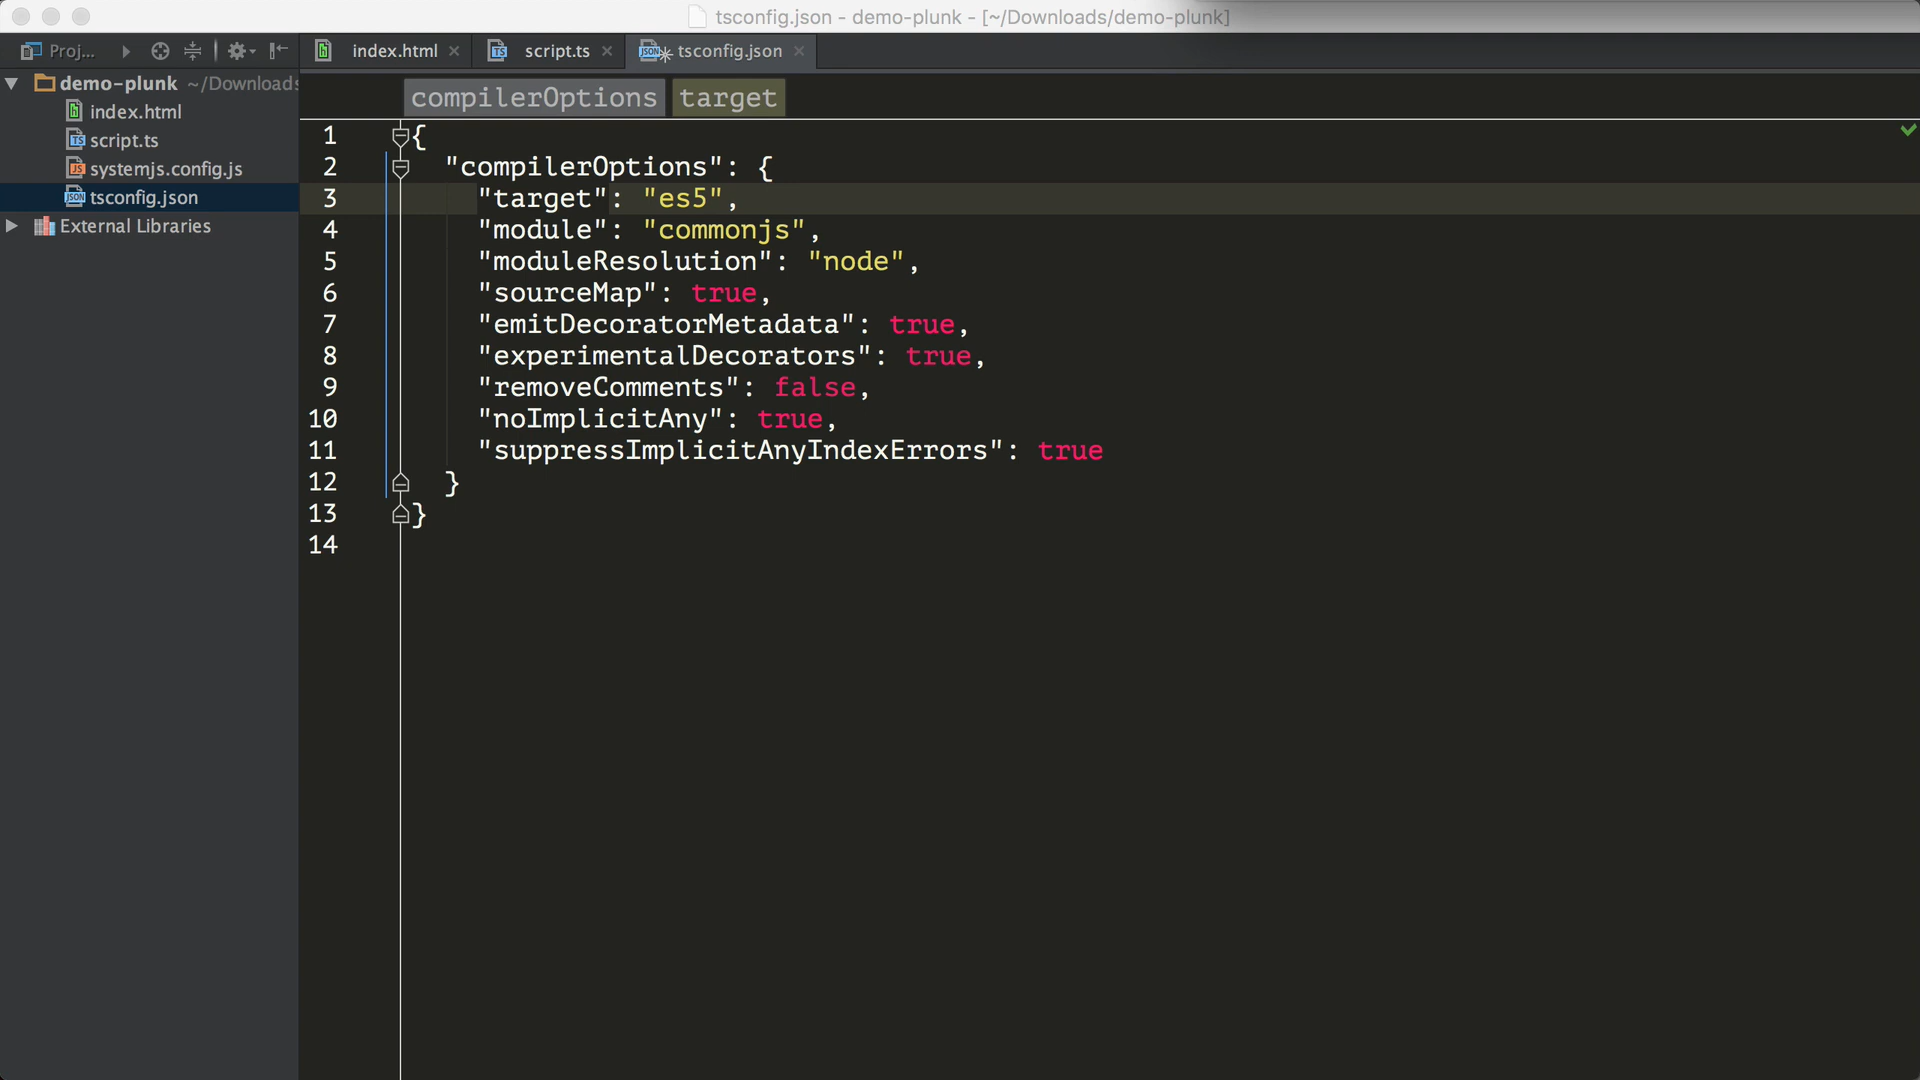 tsconfig.json - demo-plunk - [~/Downloads/demo-plunk]
Proj...
index.html
script.ts
tsconfig.json
demo-plunk ~/Downloads
index.html
script.ts
systemjs.config.js
tsconfig.json
External Libraries
compilerOptions target
1 {
2 "compilerOptions": {
3 "target": "es5",
4 "module": "commonjs",
5 "moduleResolution": "node",
6 "sourceMap": true,
7 "emitDecoratorMetadata": true,
8 "experimentalDecorators": true,
9 "removeComments": false,
10 "noImplicitAny": true,
11 "suppressImplicitAnyIndexErrors": true
12 }
13 }
14